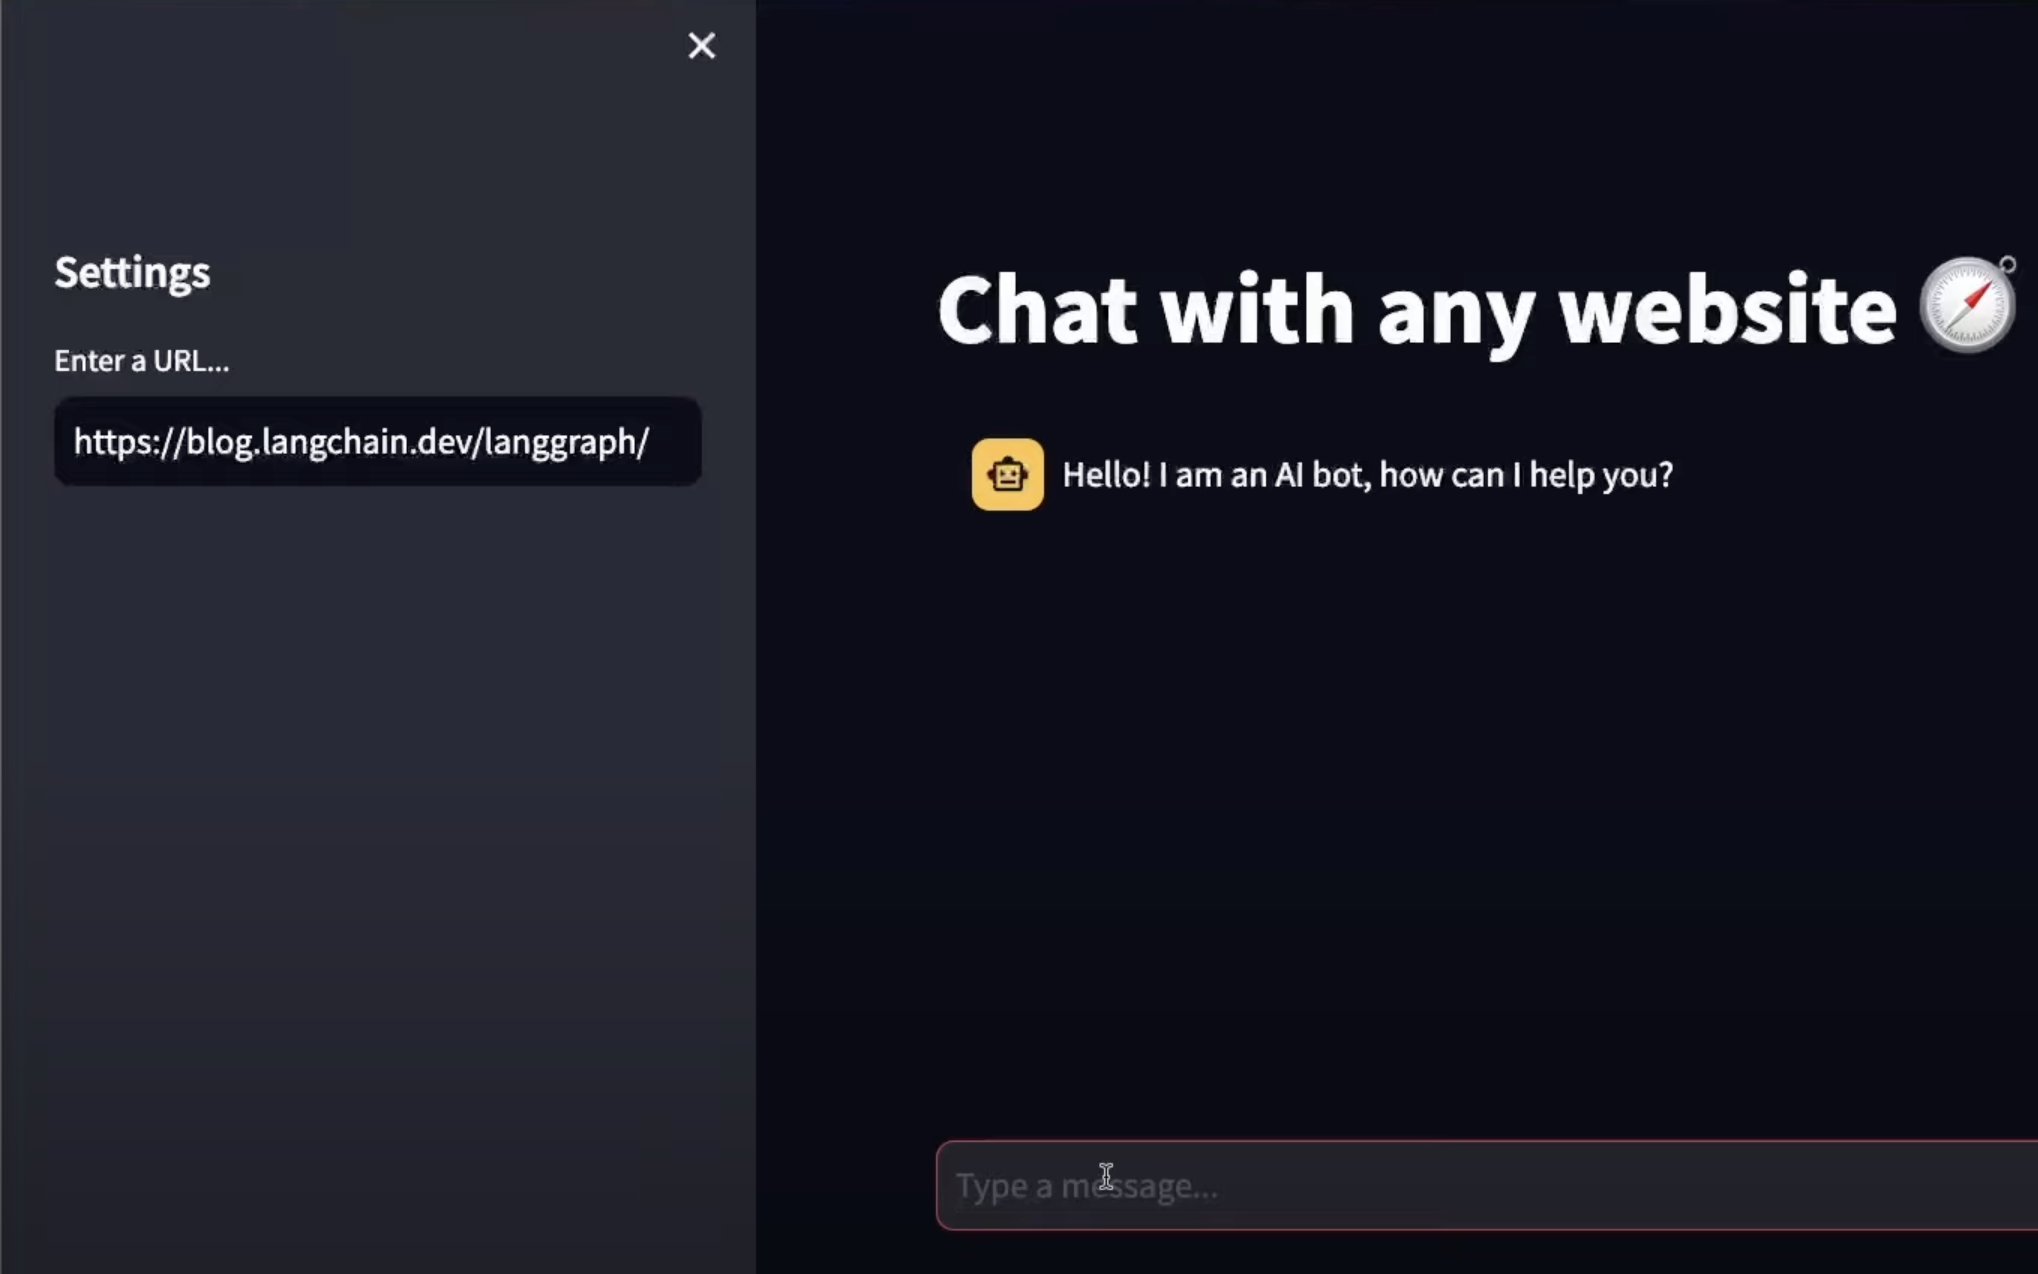 Settings
Enter a URL...
https://blog.langchain.dev/langgraph/
Chat with any website
Hello! I am an AI bot, how can I help you?
Type a message...